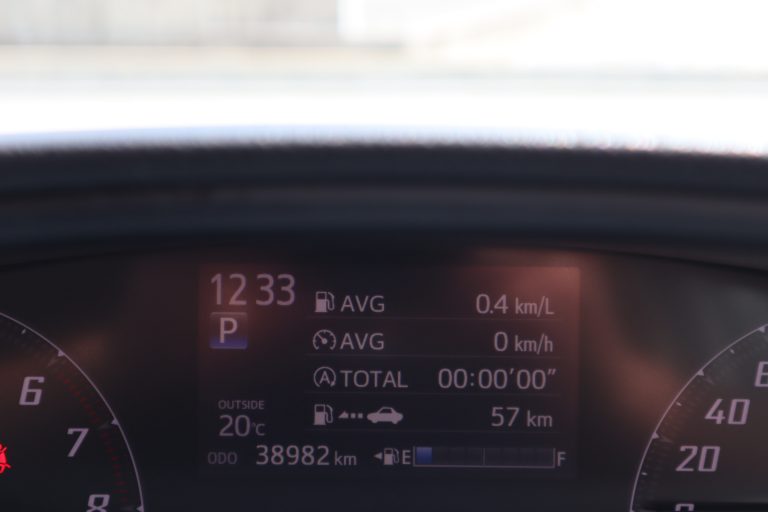 12 33
AVG 0.4 km/L
P
AVG 0 km/h
TOTAL 00:00'00"
OUTSIDE
20°C
57 km
ODO 38982 km
E F
6
7
8
40
20